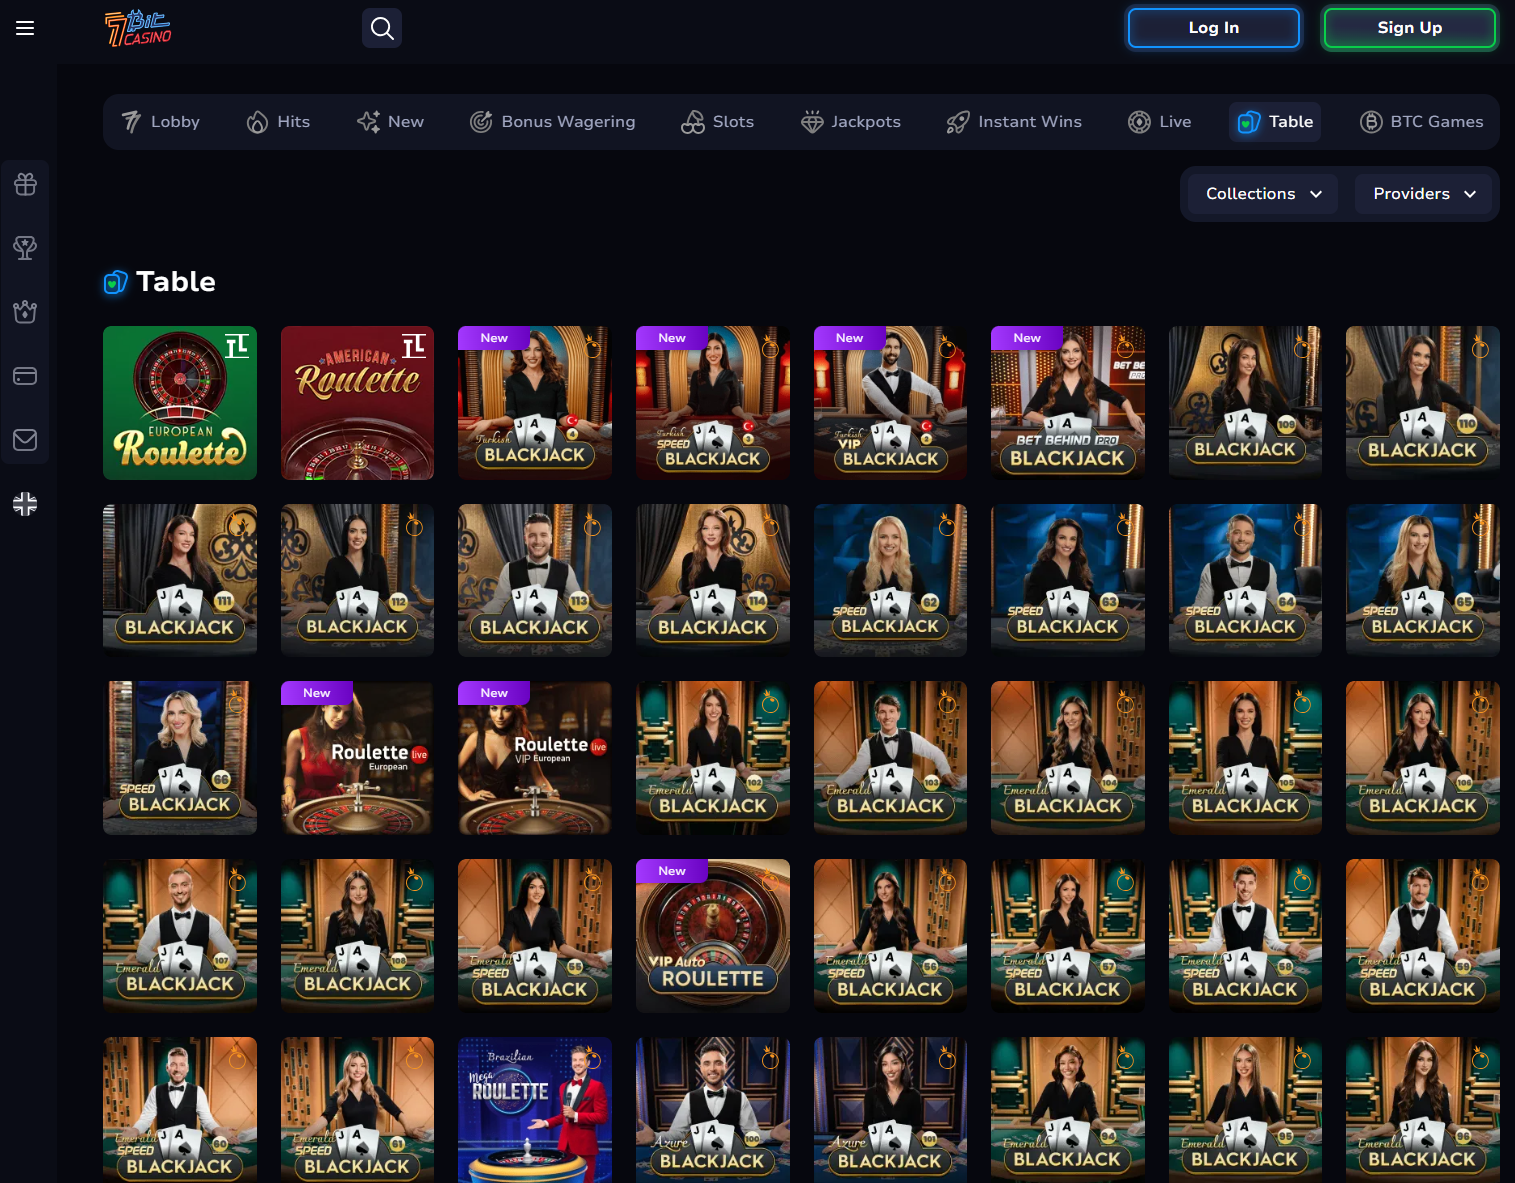 7Bit
CASINO
Log In
Sign Up
Lobby
Hits
New
Bonus Wagering
Slots
Jackpots
Instant Wins
Live
Table
BTC Games
Collections
Providers
Table
EUROPEAN
Roulette
AMERICAN
Roulette
New
Turkish
4
BLACKJACK
New
Turkish
SPEED
3
BLACKJACK
New
Turkish
VIP
BLACKJACK
New
BET BE
PRO
BET BEHIND PRO
BLACKJACK
109
BLACKJACK
110
BLACKJACK
111
BLACKJACK
112
BLACKJACK
113
BLACKJACK
114
BLACKJACK
SPEED
62
BLACKJACK
SPEED
63
BLACKJACK
SPEED
64
BLACKJACK
SPEED
65
BLACKJACK
SPEED
66
BLACKJACK
New
Roulette live
European
New
Roulette live
VIP European
Emerald
102
BLACKJACK
Emerald
103
BLACKJACK
Emerald
104
BLACKJACK
Emerald
105
BLACKJACK
Emerald
106
BLACKJACK
Emerald
107
BLACKJACK
Emerald
108
BLACKJACK
Emerald
SPEED
55
BLACKJACK
New
VIP Auto
ROULETTE
Emerald
SPEED
56
BLACKJACK
Emerald
SPEED
57
BLACKJACK
Emerald
SPEED
58
BLACKJACK
Emerald
SPEED
59
BLACKJACK
Emerald
SPEED
60
BLACKJACK
Emerald
SPEED
61
BLACKJACK
Brazilian
Mega
ROULETTE
Azure
100
BLACKJACK
Azure
101
BLACKJACK
Emerald
94
BLACKJACK
Emerald
95
BLACKJACK
Emerald
96
BLACKJACK